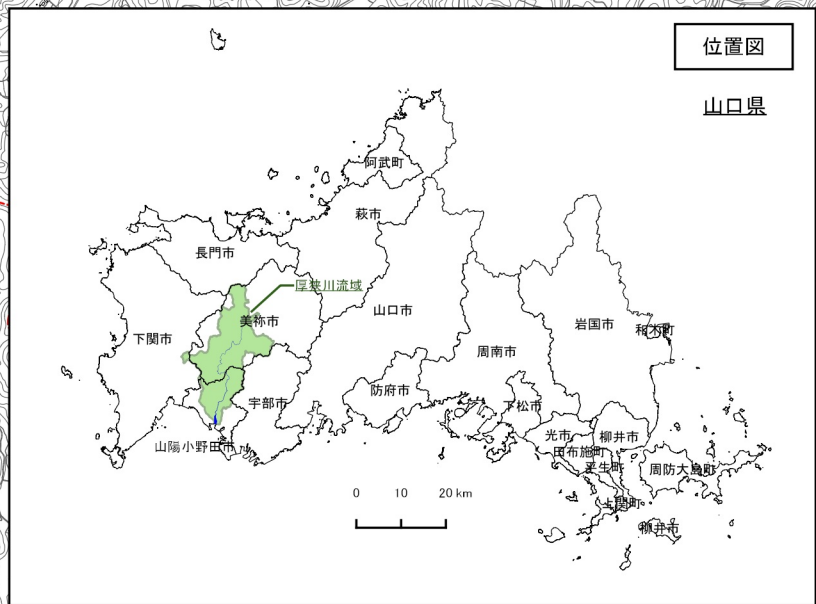 位置図
山口県
阿武町
萩市
長門市
厚狭川流域
美祢市
山口市
下関市
岩国市
和木町
周南市
防府市
宇部市
下松市
山陽小野田市
光市
柳井市
田布施町
平生町
周防大島町
上関町
柳井市
0 10 20 km